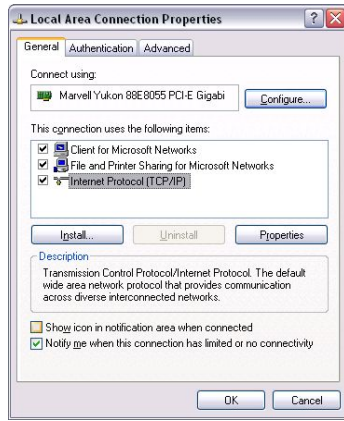 Local Area Connection Properties
General Authentication Advanced
Connect using:
Marvell Yukon 88E8055 PCI-E Gigabi
Configure...
This connection uses the following items:
Client for Microsoft Networks
File and Printer Sharing for Microsoft Networks
Internet Protocol (TCP/IP)
Install... Uninstall Properties
Description
Transmission Control Protocol/Internet Protocol. The default
wide area network protocol that provides communication
across diverse interconnected networks.
Show icon in notification area when connected
Notify me when this connection has limited or no connectivity
OK Cancel